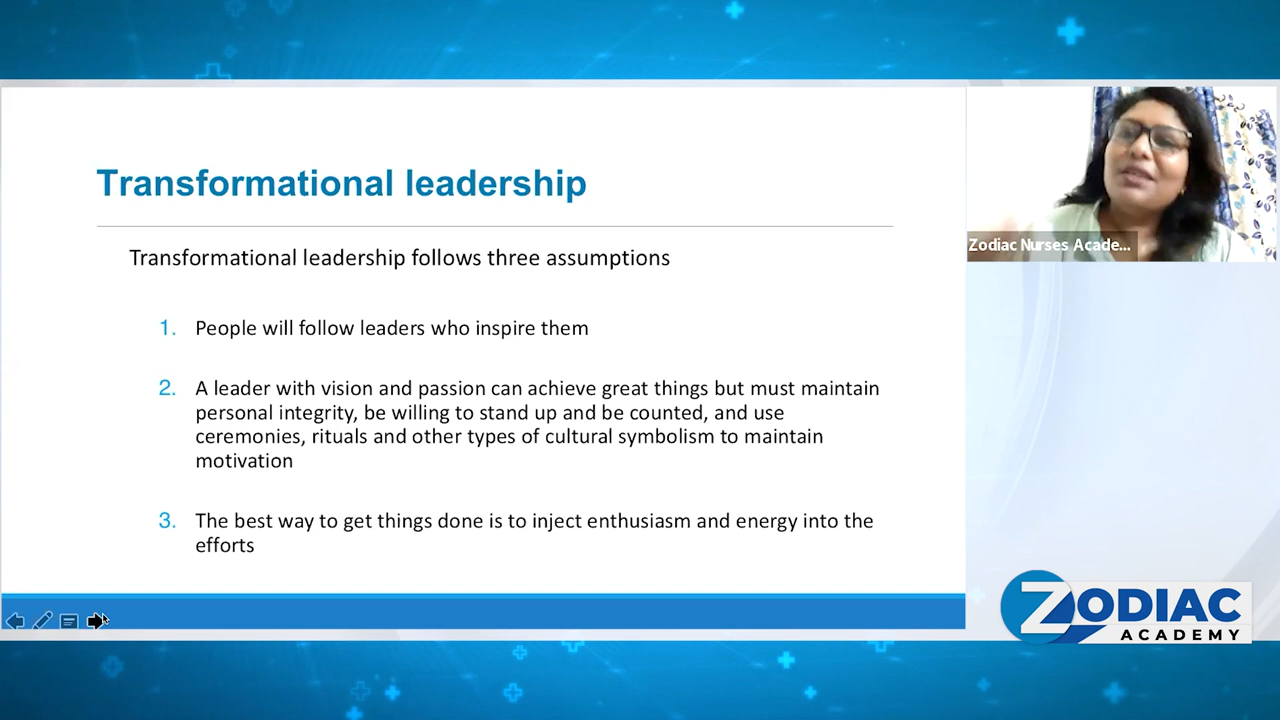 Transformational leadership
Transformational leadership follows three assumptions
1. People will follow leaders who inspire them
2. A leader with vision and passion can achieve great things but must maintain
personal integrity, be willing to stand up and be counted, and use
ceremonies, rituals and other types of cultural symbolism to maintain
motivation
3. The best way to get things done is to inject enthusiasm and energy into the
efforts
Zodiac Nurses Acade...
ZODIAC
ACADEMY